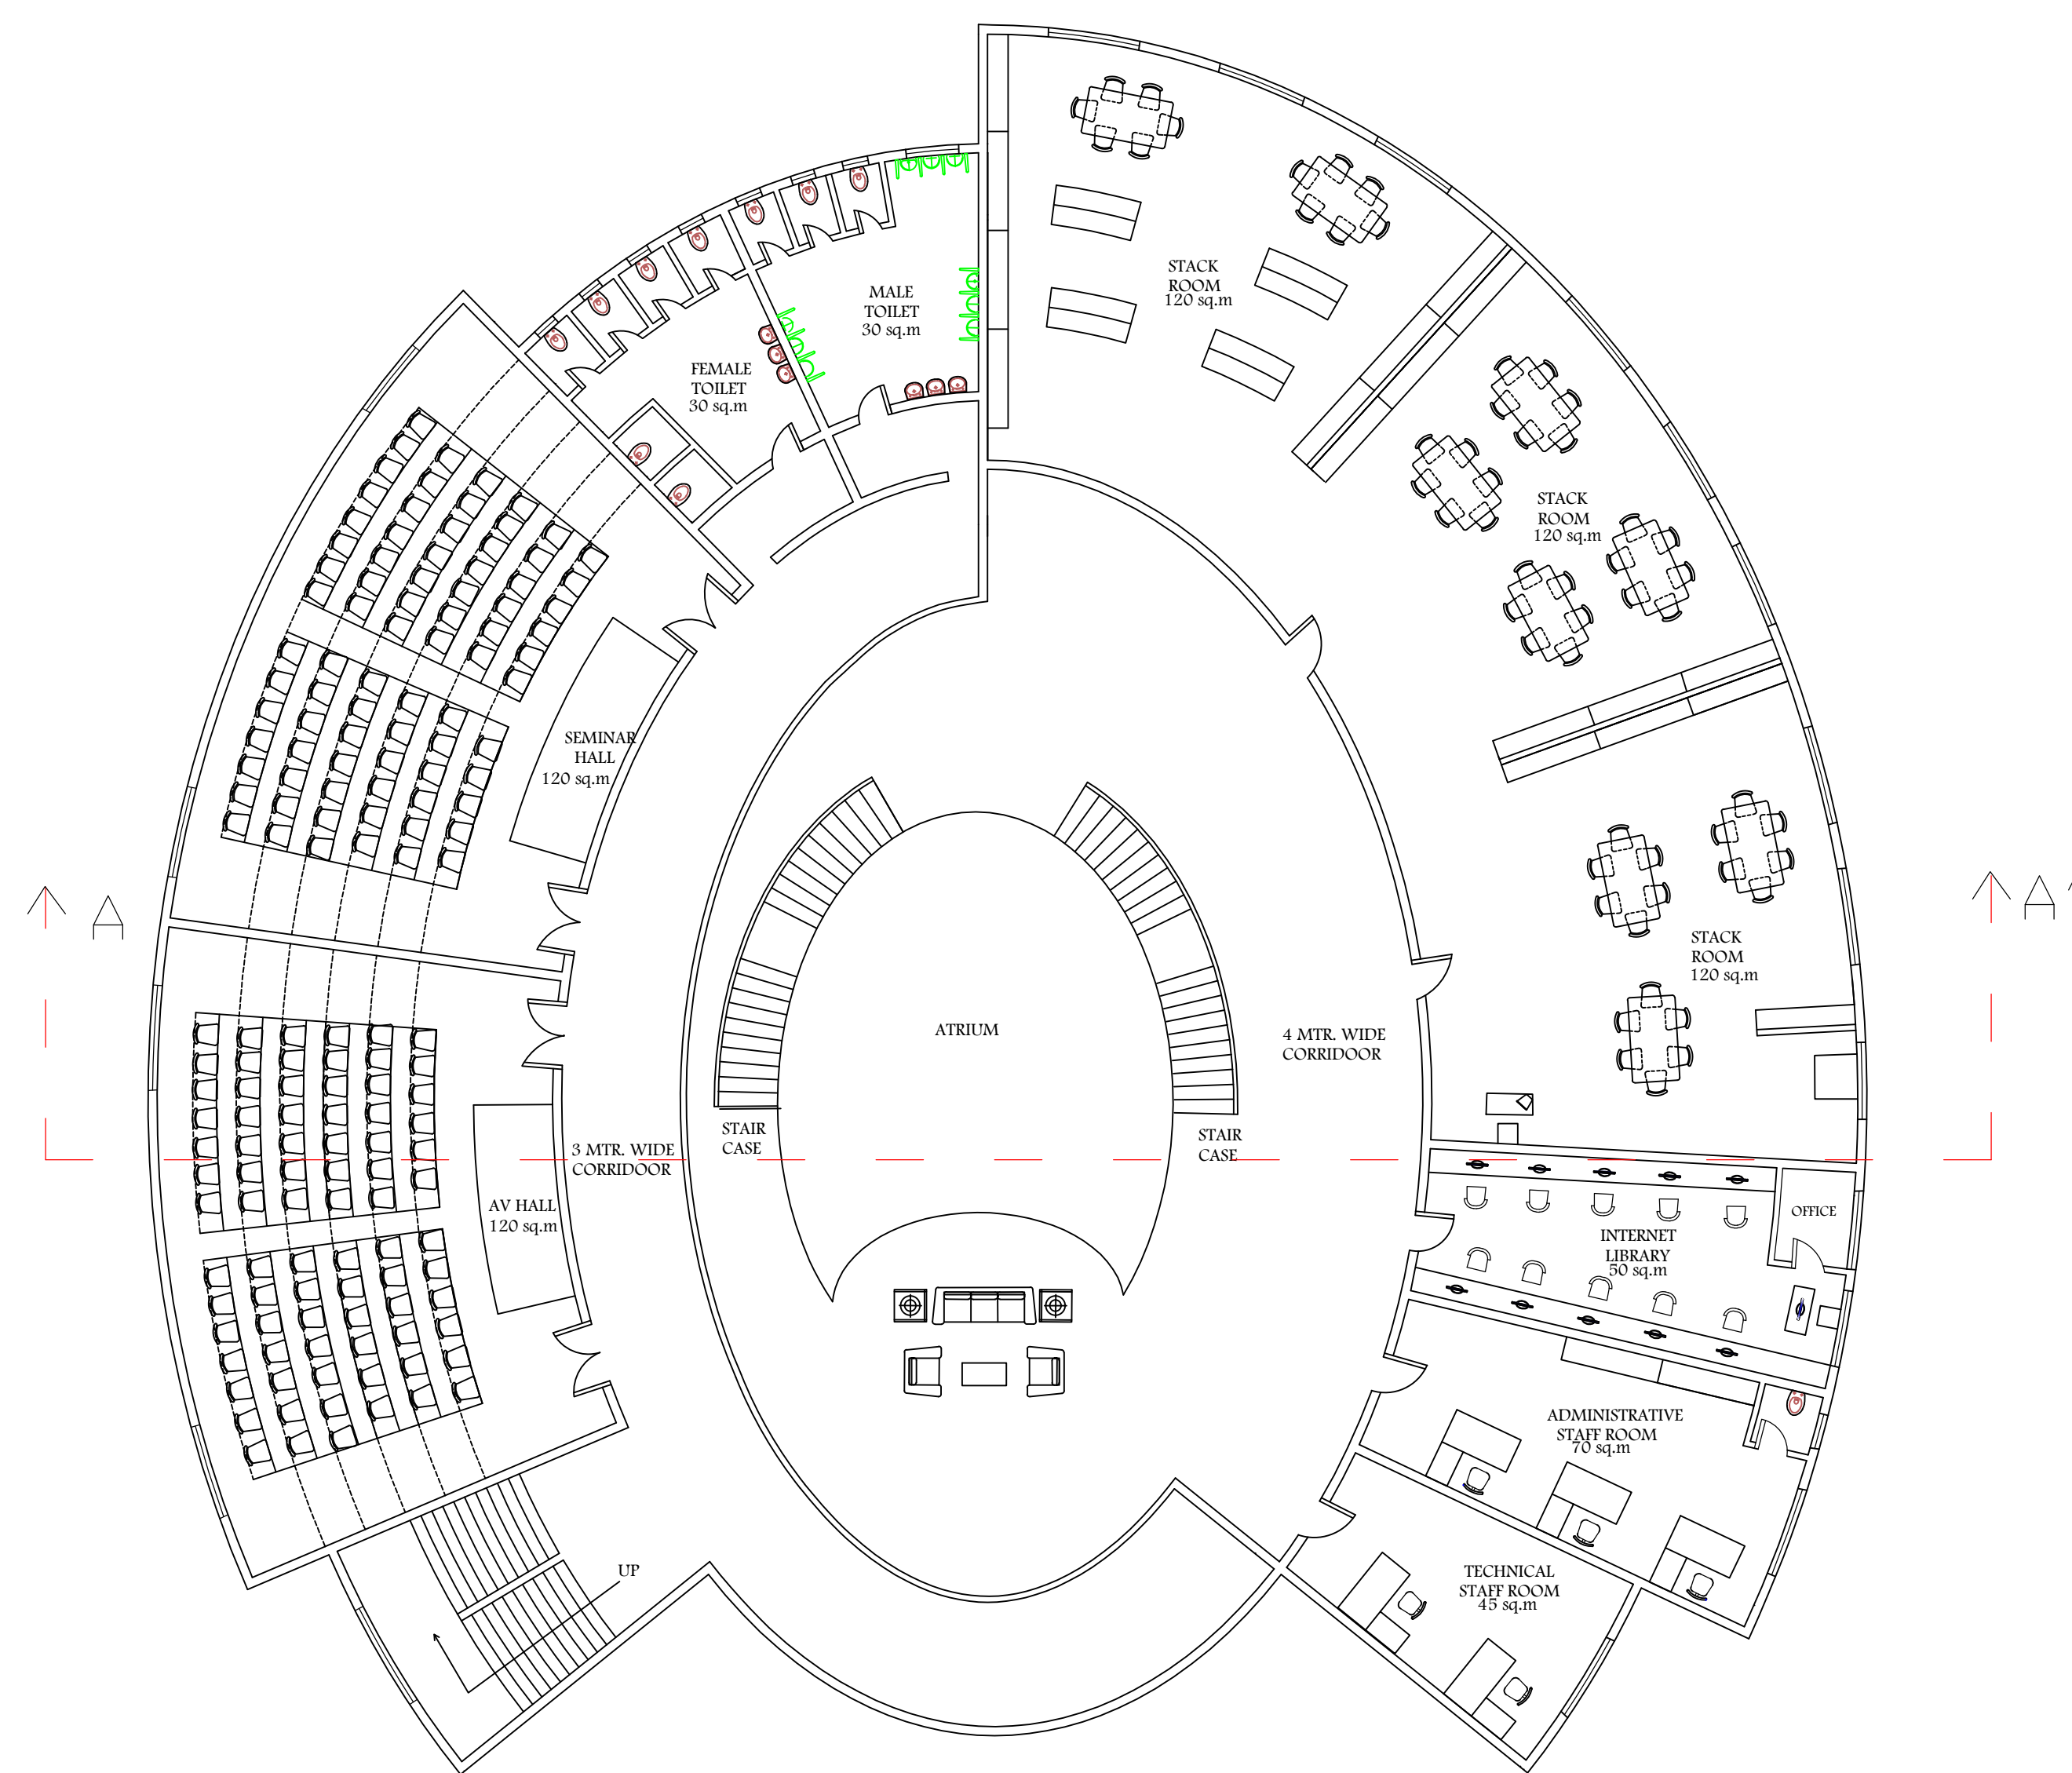 STACK
ROOM
120 sq.m
MALE
TOILET
30 sq.m
FEMALE
TOILET
30 sq.m
STACK
ROOM
120 sq.m
SEMINAR
HALL
120 sq.m
A
A
STACK
ROOM
120 sq.m
ATRIUM
4 MTR. WIDE
CORRIDOOR
STAIR
CASE
STAIR
CASE
3 MTR. WIDE
CORRIDOOR
AV HALL
120 sq.m
OFFICE
INTERNET
LIBRARY
50 sq.m
ADMINISTRATIVE
STAFF ROOM
70 sq.m
UP
TECHNICAL
STAFF ROOM
45 sq.m